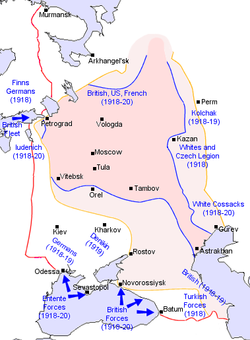 Murmansk
Arkhangel'sk
Finns
Germans
(1918)
British, US, French
(1918-20)
Perm
Kolchak
(1918-19)
British
Fleet
Petrograd
Vologda
Iudenich
(1918-20)
Kazan
Whites and
Czech Legion
(1918)
Moscow
Tula
Vitebsk
Orel
Tambov
White Cossacks
(1918-20)
Kiev
Kharkov
Gurev
Germans
(1918-19)
Denikin
(1919)
Astrakhan
Rostov
Odessa
Entente
Forces
(1918-20)
Sevastopol
Novorossiysk
British (1918-19)
British
Forces
(1918-20)
Batum
Turkish
Forces
(1918)